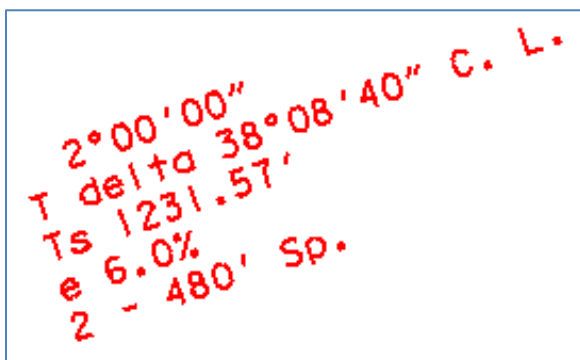 2°00'00"
T delta 38°08'40" C. L.
Ts 1231.57'
e 6.0%
2 - 480' Sp.